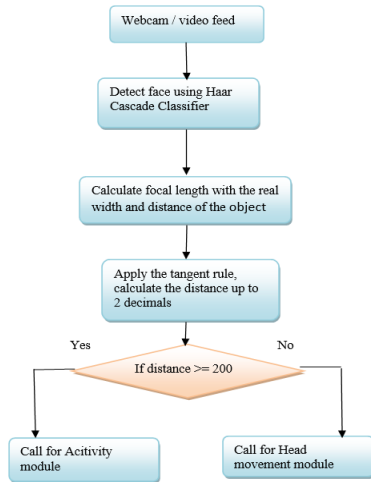 Webcam / video feed
Detect face using Haar
Cascade Classifier
Calculate focal length with the real
width and distance of the object
Apply the tangent rule,
calculate the distance up to
2 decimals
Yes
No
If distance >= 200
Call for Acitivity
module
Call for Head
movement module